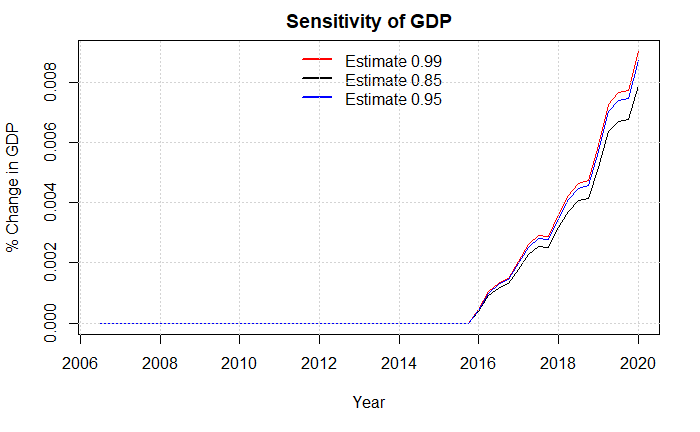 Sensitivity of GDP
Estimate 0.99
Estimate 0.85
Estimate 0.95
% Change in GDP
0.008
0.006
0.004
0.002
0.000
2006 2008 2010 2012 2014 2016 2018 2020
Year